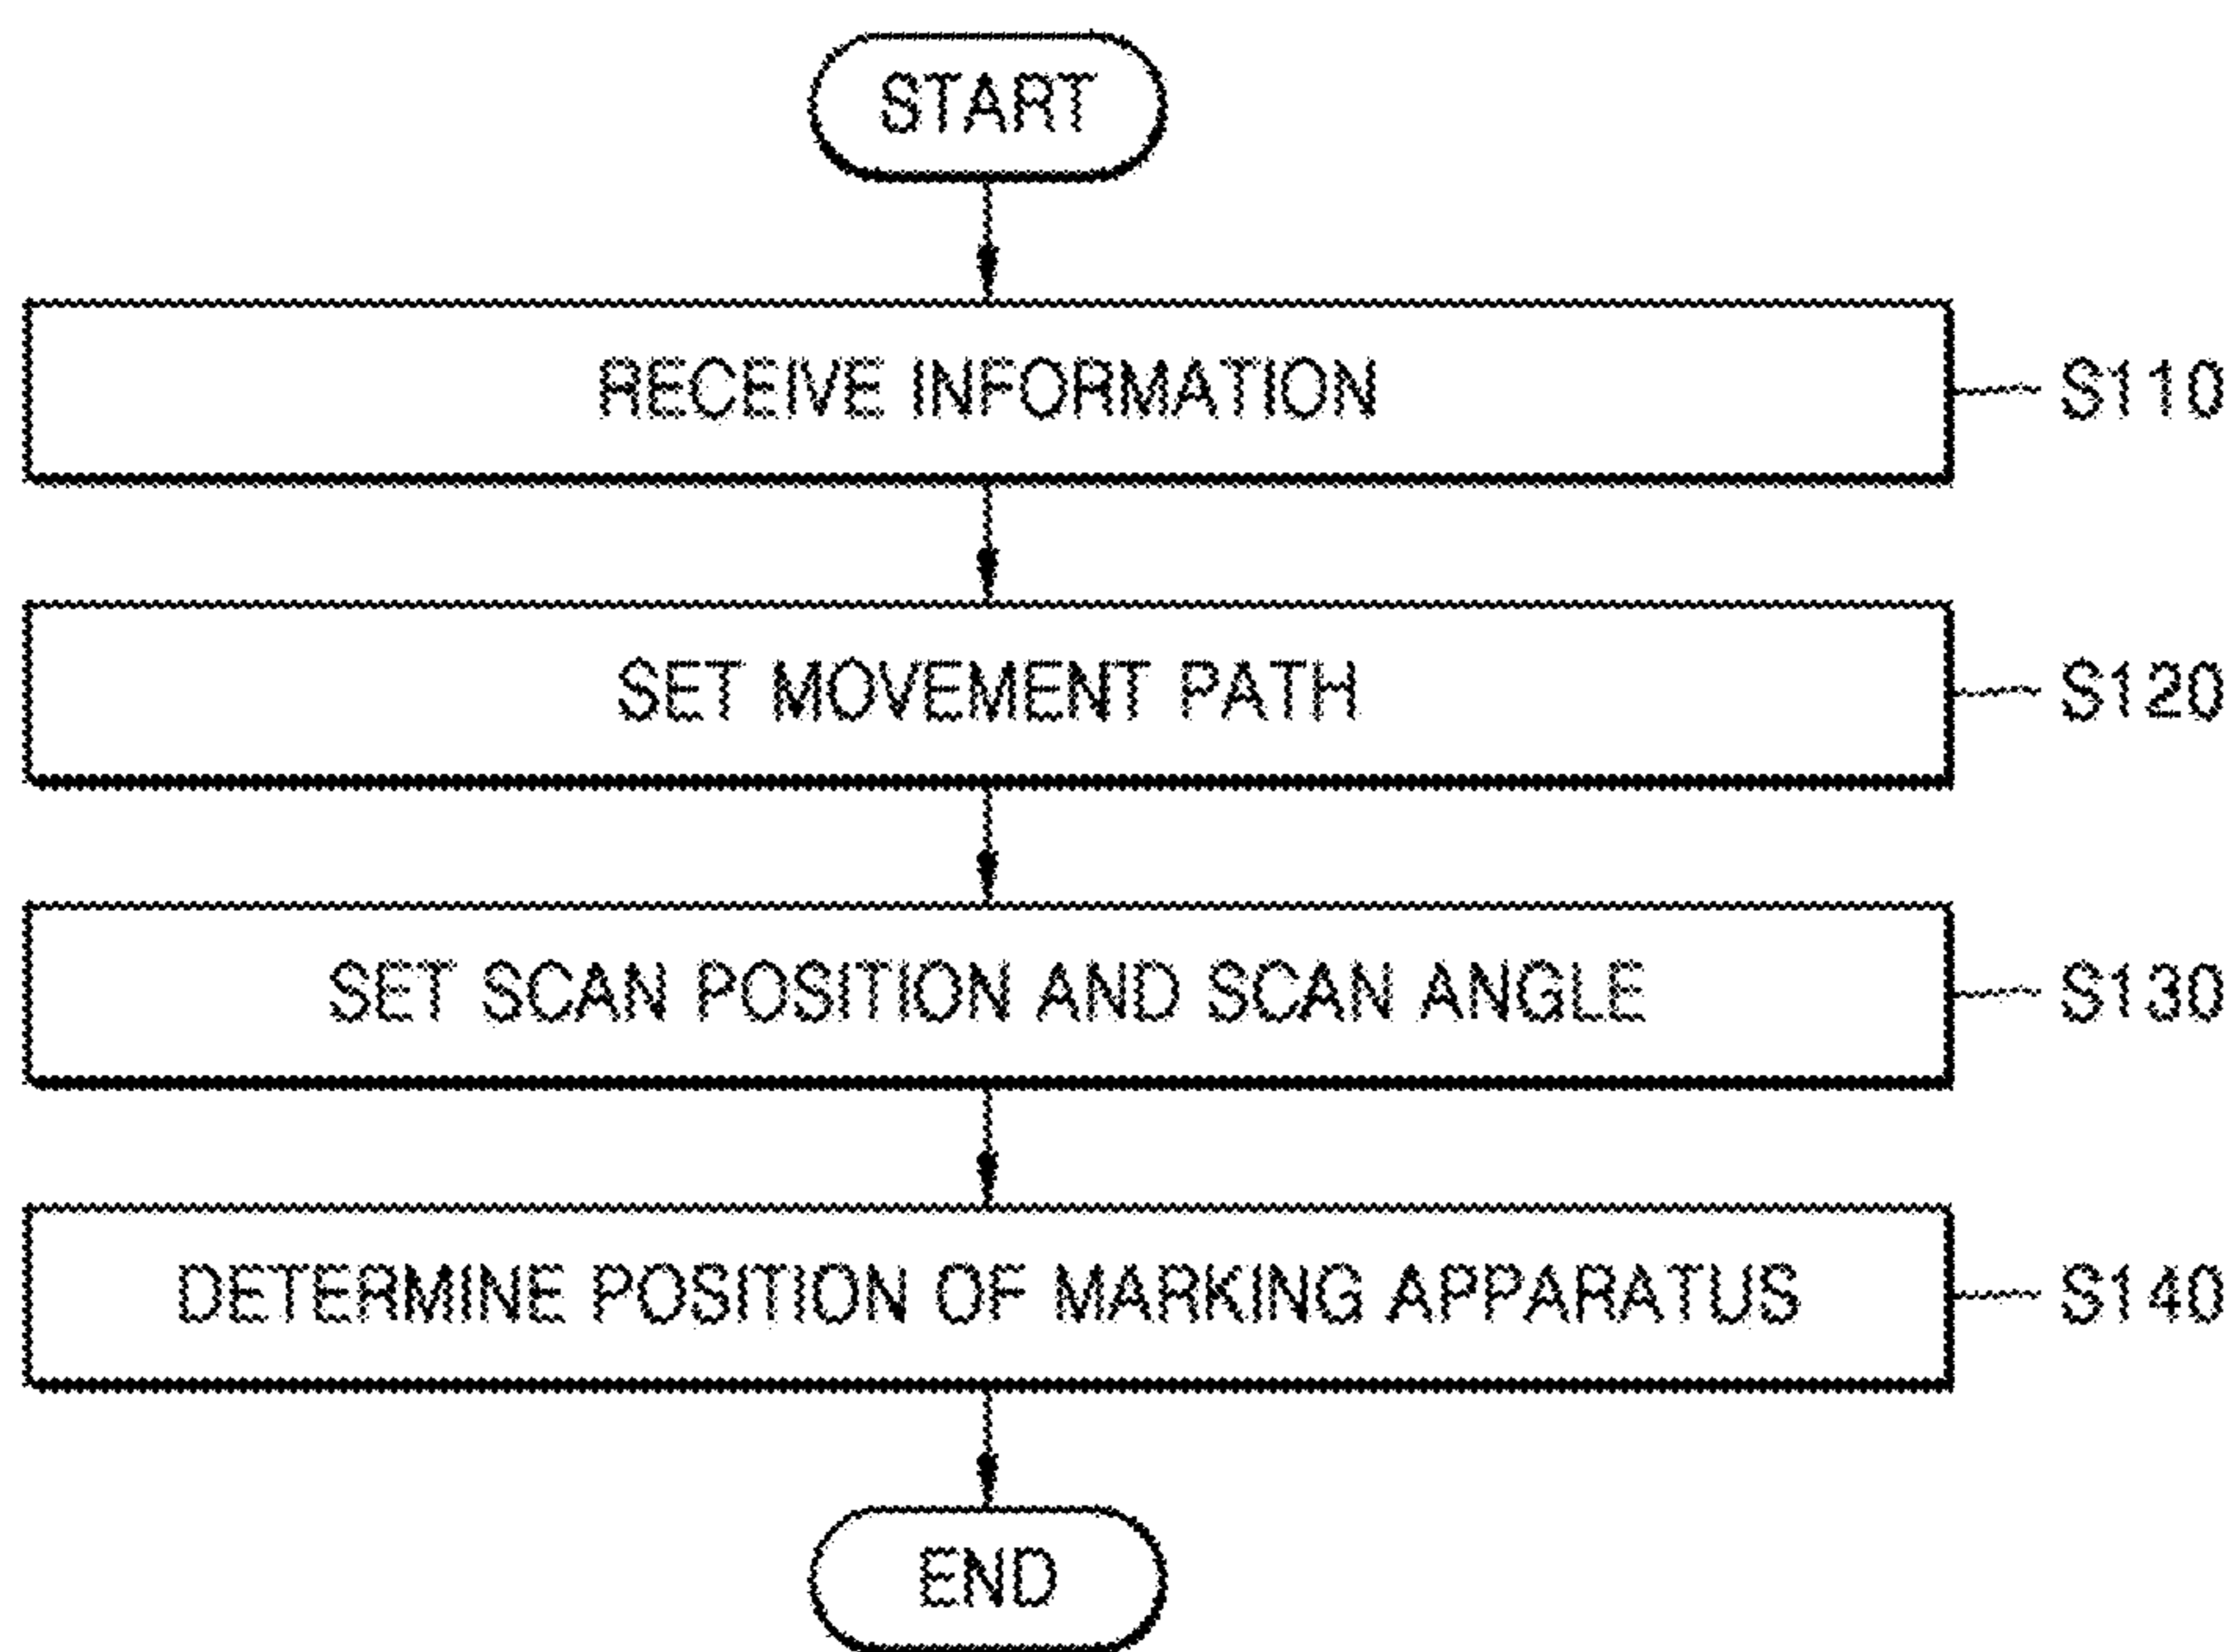 START
RECEIVE INFORMATION S110
SET MOVEMENT PATH S120
SET SCAN POSITION AND SCAN ANGLE S130
DETERMINE POSITION OF MARKING APPARATUS S140
END